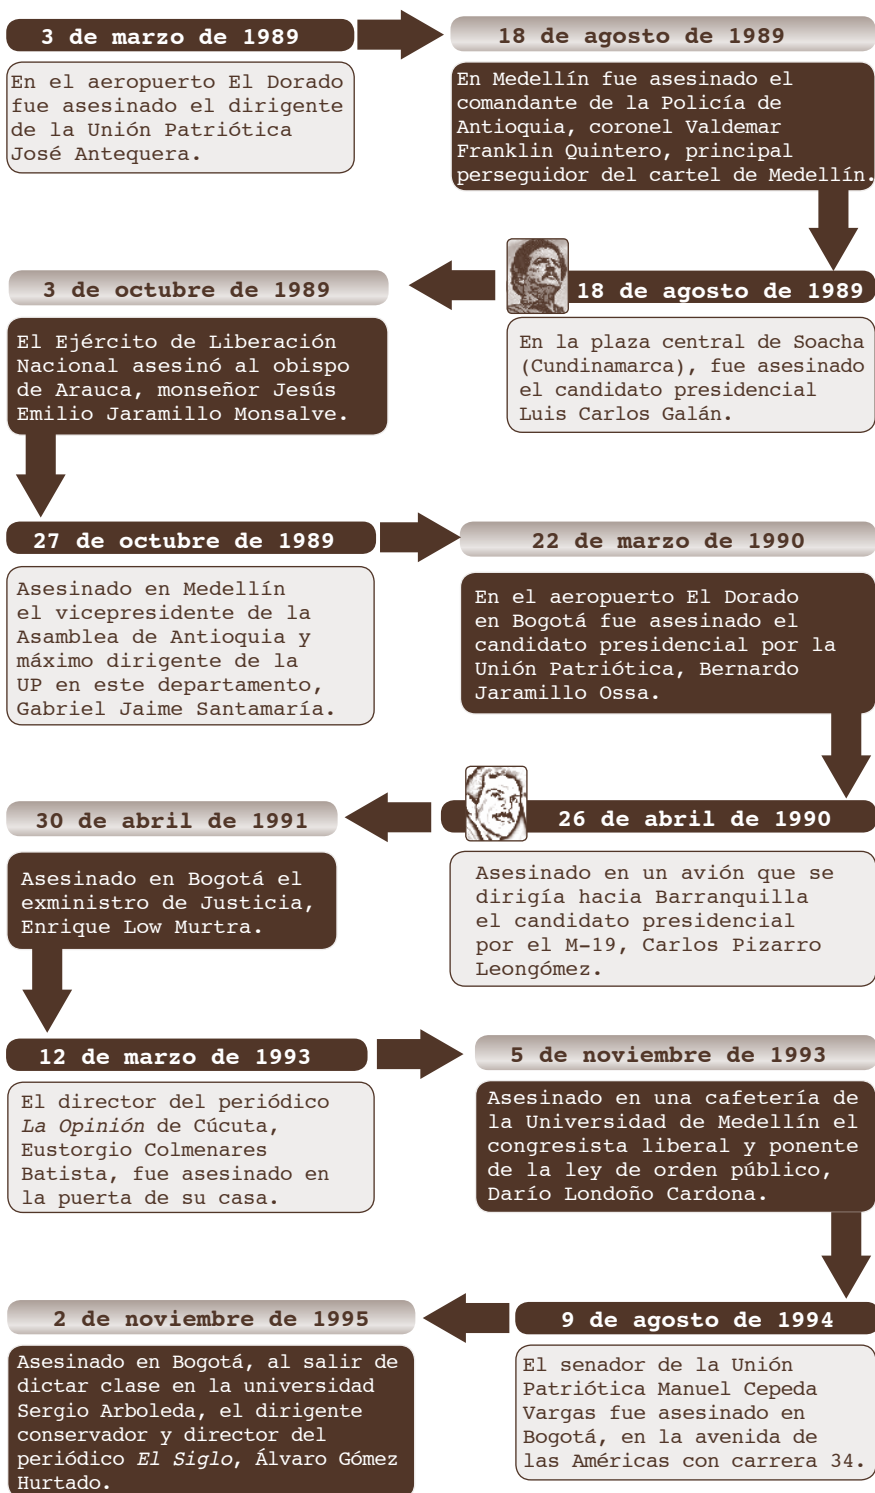 3 de marzo de 1989
En el aeropuerto El Dorado
fue asesinado el dirigente
de la Unión Patriótica
José Antequera.
18 de agosto de 1989
En Medellín fue asesinado el
comandante de la Policía de
Antioquia, coronel Valdemar
Franklin Quintero, principal
perseguidor del cartel de Medellín.
18 de agosto de 1989
En la plaza central de Soacha
(Cundinamarca), fue asesinado
el candidato presidencial
Luis Carlos Galán.
3 de octubre de 1989
El Ejército de Liberación
Nacional asesinó al obispo
de Arauca, monseñor Jesús
Emilio Jaramillo Monsalve.
27 de octubre de 1989
Asesinado en Medellín
el vicepresidente de la
Asamblea de Antioquia y
máximo dirigente de la
UP en este departamento,
Gabriel Jaime Santamaría.
22 de marzo de 1990
En el aeropuerto El Dorado
en Bogotá fue asesinado el
candidato presidencial por la
Unión Patriótica, Bernardo
Jaramillo Ossa.
26 de abril de 1990
Asesinado en un avión que se
dirigía hacia Barranquilla
el candidato presidencial
por el M-19, Carlos Pizarro
Leongómez.
30 de abril de 1991
Asesinado en Bogotá el
exministro de Justicia,
Enrique Low Murtra.
12 de marzo de 1993
El director del periódico
La Opinión de Cúcuta,
Eustorgio Colmenares
Batista, fue asesinado en
la puerta de su casa.
5 de noviembre de 1993
Asesinado en una cafetería de
la Universidad de Medellín el
congresista liberal y ponente
de la ley de orden público,
Darío Londoño Cardona.
9 de agosto de 1994
El senador de la Unión
Patriótica Manuel Cepeda
Vargas fue asesinado en
Bogotá, en la avenida de
las Américas con carrera 34.
2 de noviembre de 1995
Asesinado en Bogotá, al salir de
dictar clase en la universidad
Sergio Arboleda, el dirigente
conservador y director del
periódico El Siglo, Álvaro Gómez
Hurtado.